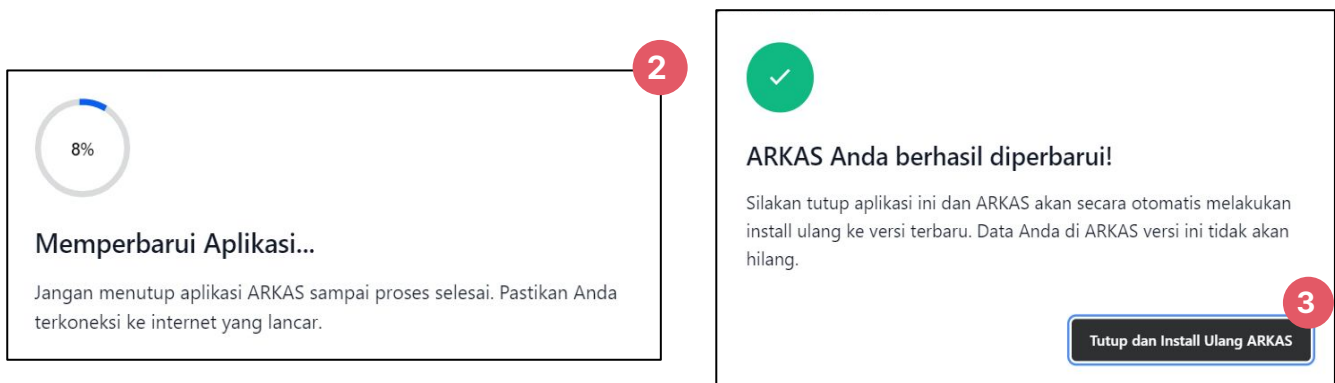 2
8%
Memperbarui Aplikasi...
Jangan menutup aplikasi ARKAS sampai proses selesai. Pastikan Anda
terkoneksi ke internet yang lancar.
ARKAS Anda berhasil diperbarui!
Silakan tutup aplikasi ini dan ARKAS akan secara otomatis melakukan
install ulang ke versi terbaru. Data Anda di ARKAS versi ini tidak akan
hilang.
3
Tutup dan Install Ulang ARKAS